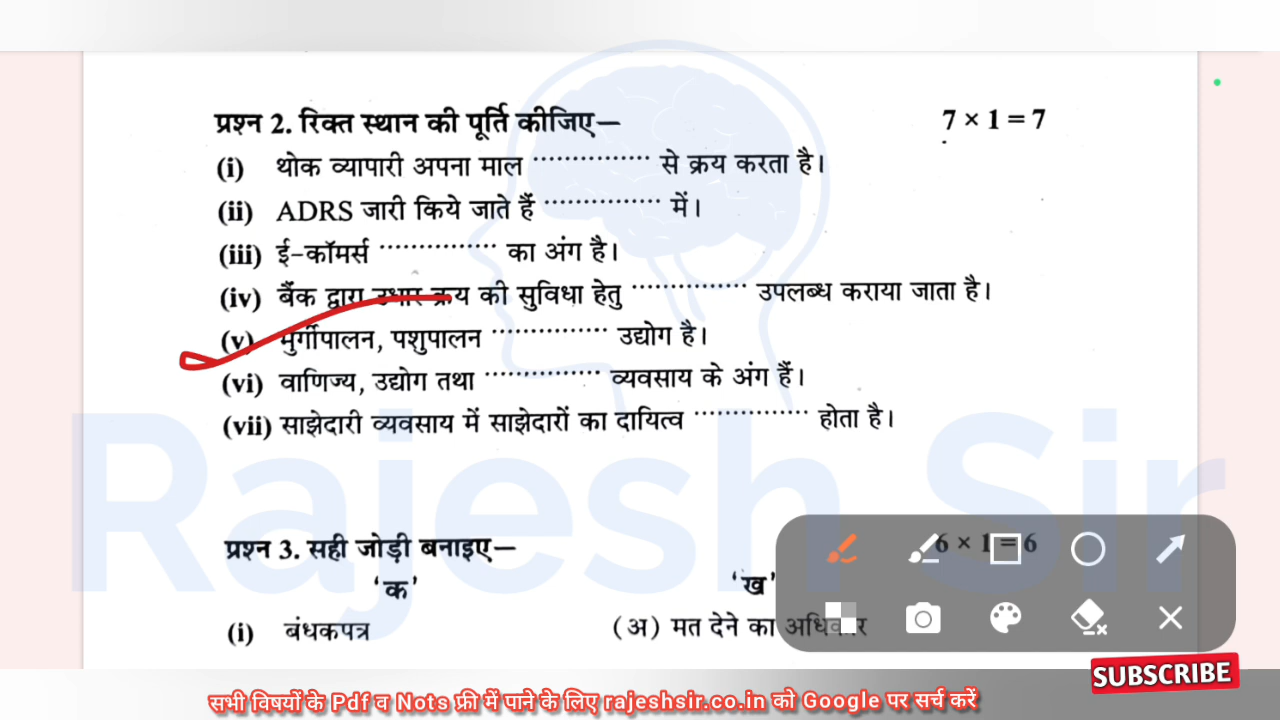 प्रश्न 2. रिक्त स्थान की पूर्ति कीजिए— 7 × 1 = 7
(i) थोक व्यापारी अपना माल ················ से क्रय करता है।
(ii) ADRS जारी किये जाते हैं ················ में।
(iii) ई-कॉमर्स ················ का अंग है।
(iv) बैंक द्वारा उधार क्रय की सुविधा हेतु ················ उपलब्ध कराया जाता है।
(v) मुर्गीपालन, पशुपालन ················ उद्योग है।
(vi) वाणिज्य, उद्योग तथा ················ व्यवसाय के अंग हैं।
(vii) साझेदारी व्यवसाय में साझेदारों का दायित्व ················ होता है।
Rajesh Sir
प्रश्न 3. सही जोड़ी बनाइए— 6 × 1 = 6
‘क’ ‘ख’
(i) बंधकपत्र (अ) मत देने का अधिकार
SUBSCRIBE
सभी विषयों के Pdf व Nots फ्री में पाने के लिए rajeshsir.co.in को Google पर सर्च करें